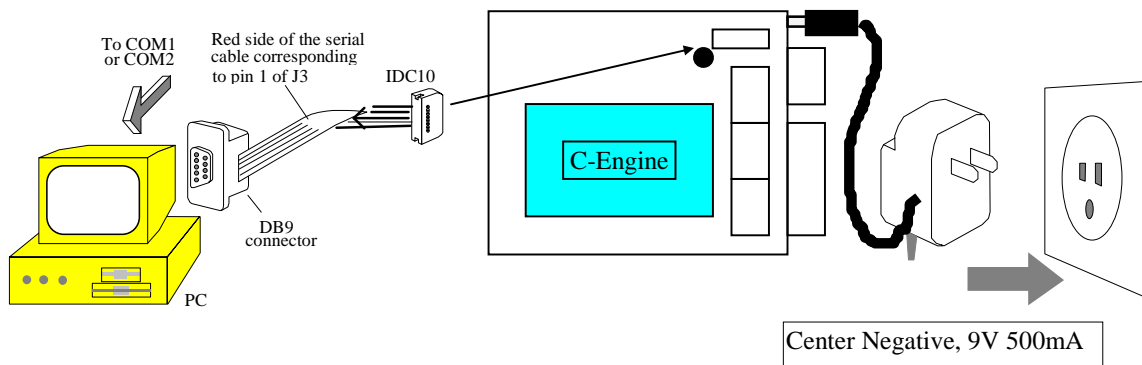 To COM1
or COM2
Red side of the serial
cable corresponding
to pin 1 of J3
IDC10
C-Engine
DB9
connector
PC
Center Negative, 9V 500mA